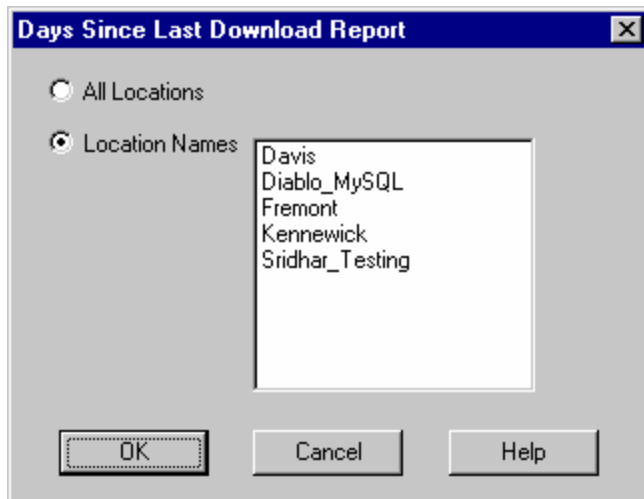 Days Since Last Download Report
All Locations
Location Names
Davis
Diablo_MySQL
Fremont
Kennewick
Sridhar_Testing
OK Cancel Help